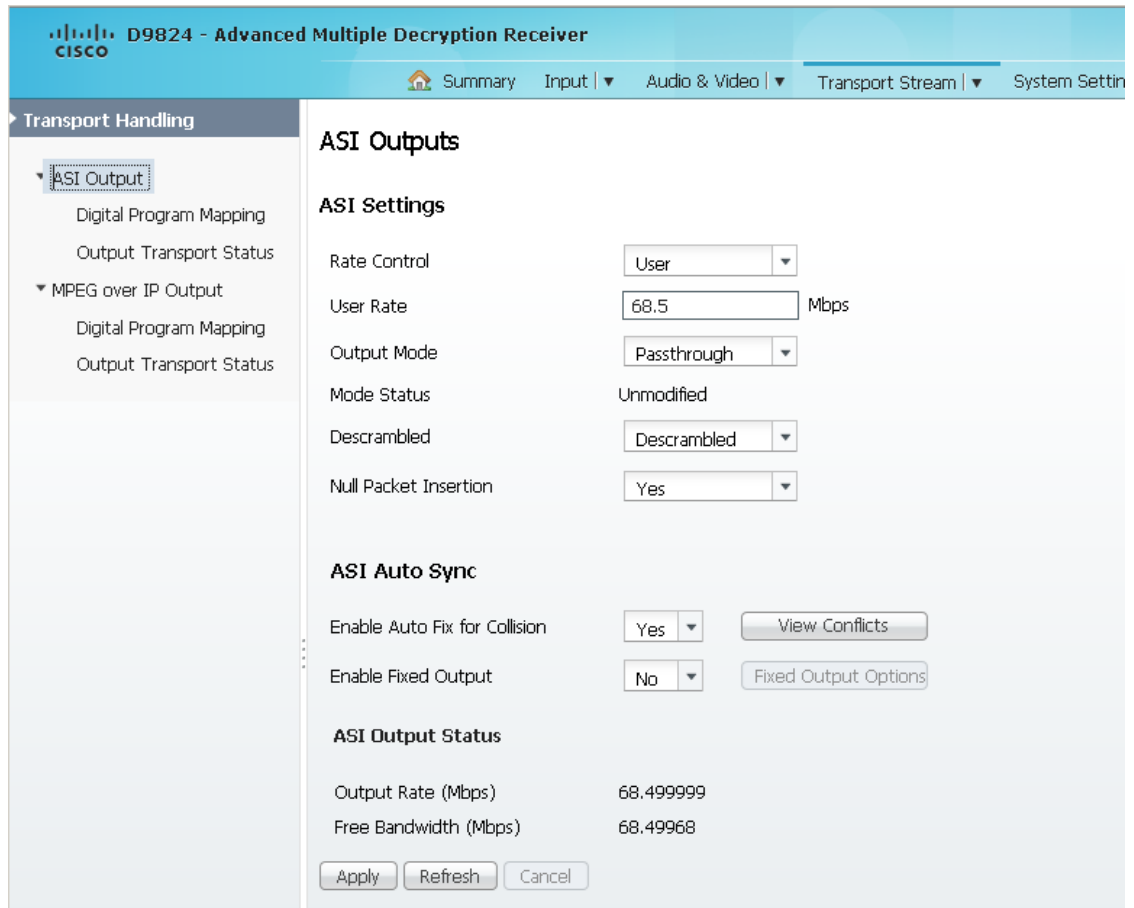 CISCO
D9824 - Advanced Multiple Decryption Receiver
Summary Input | Audio & Video | Transport Stream | System Settin
Transport Handling
ASI Output
Digital Program Mapping
Output Transport Status
MPEG over IP Output
Digital Program Mapping
Output Transport Status
ASI Outputs
ASI Settings
Rate Control User
User Rate 68.5 Mbps
Output Mode Passthrough
Mode Status Unmodified
Descrambled Descrambled
Null Packet Insertion Yes
ASI Auto Sync
Enable Auto Fix for Collision Yes View Conflicts
Enable Fixed Output No Fixed Output Options
ASI Output Status
Output Rate (Mbps) 68.499999
Free Bandwidth (Mbps) 68.49968
Apply Refresh Cancel